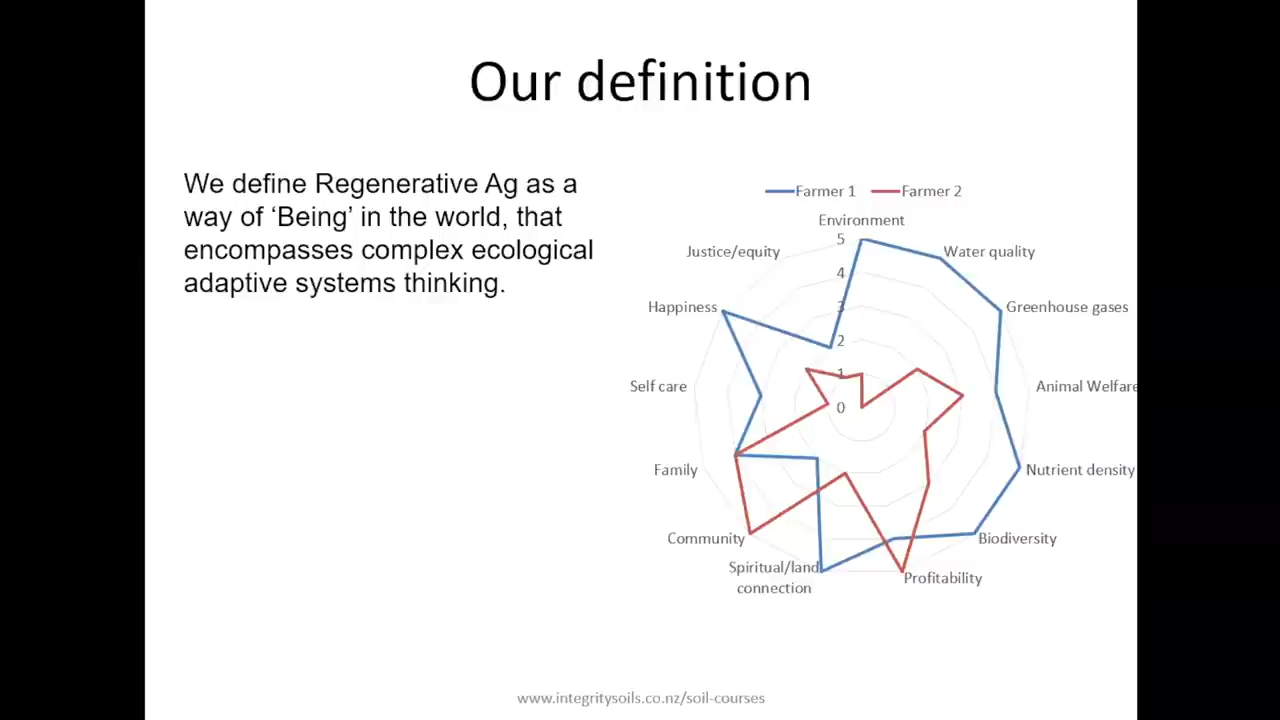 Our definition
We define Regenerative Ag as a
way of ‘Being’ in the world, that
encompasses complex ecological
adaptive systems thinking.
Farmer 1
Farmer 2
Environment
Water quality
Greenhouse gases
Animal Welfare
Nutrient density
Biodiversity
Profitability
Spiritual/land
connection
Community
Family
Self care
Happiness
Justice/equity
5
4
3
2
1
0
www.integritysoils.co.nz/soil-courses